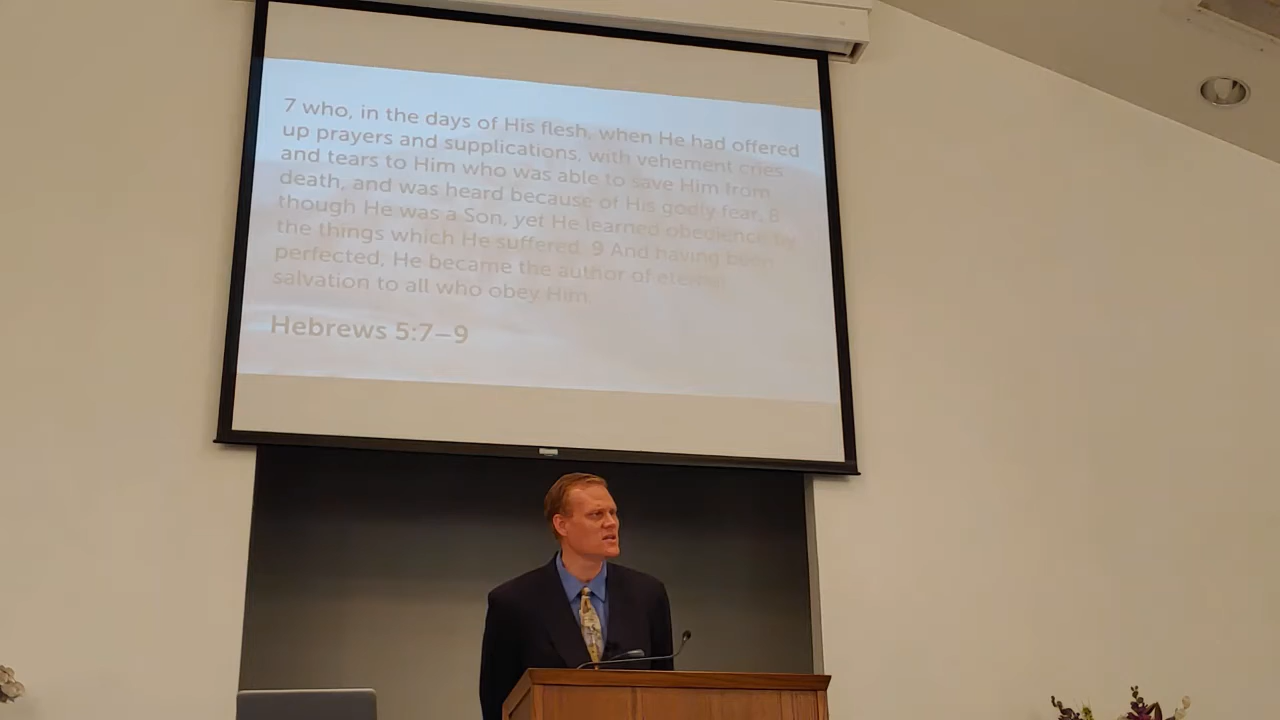 7 who, in the days of His flesh, when He had offered
up prayers and supplications, with vehement cries
and tears to Him who was able to save Him from
death, and was heard because of His godly fear, 8
though He was a Son, yet He learned obedience by
the things which He suffered. 9 And having been
perfected, He became the author of eternal
salvation to all who obey Him.
Hebrews 5:7–9